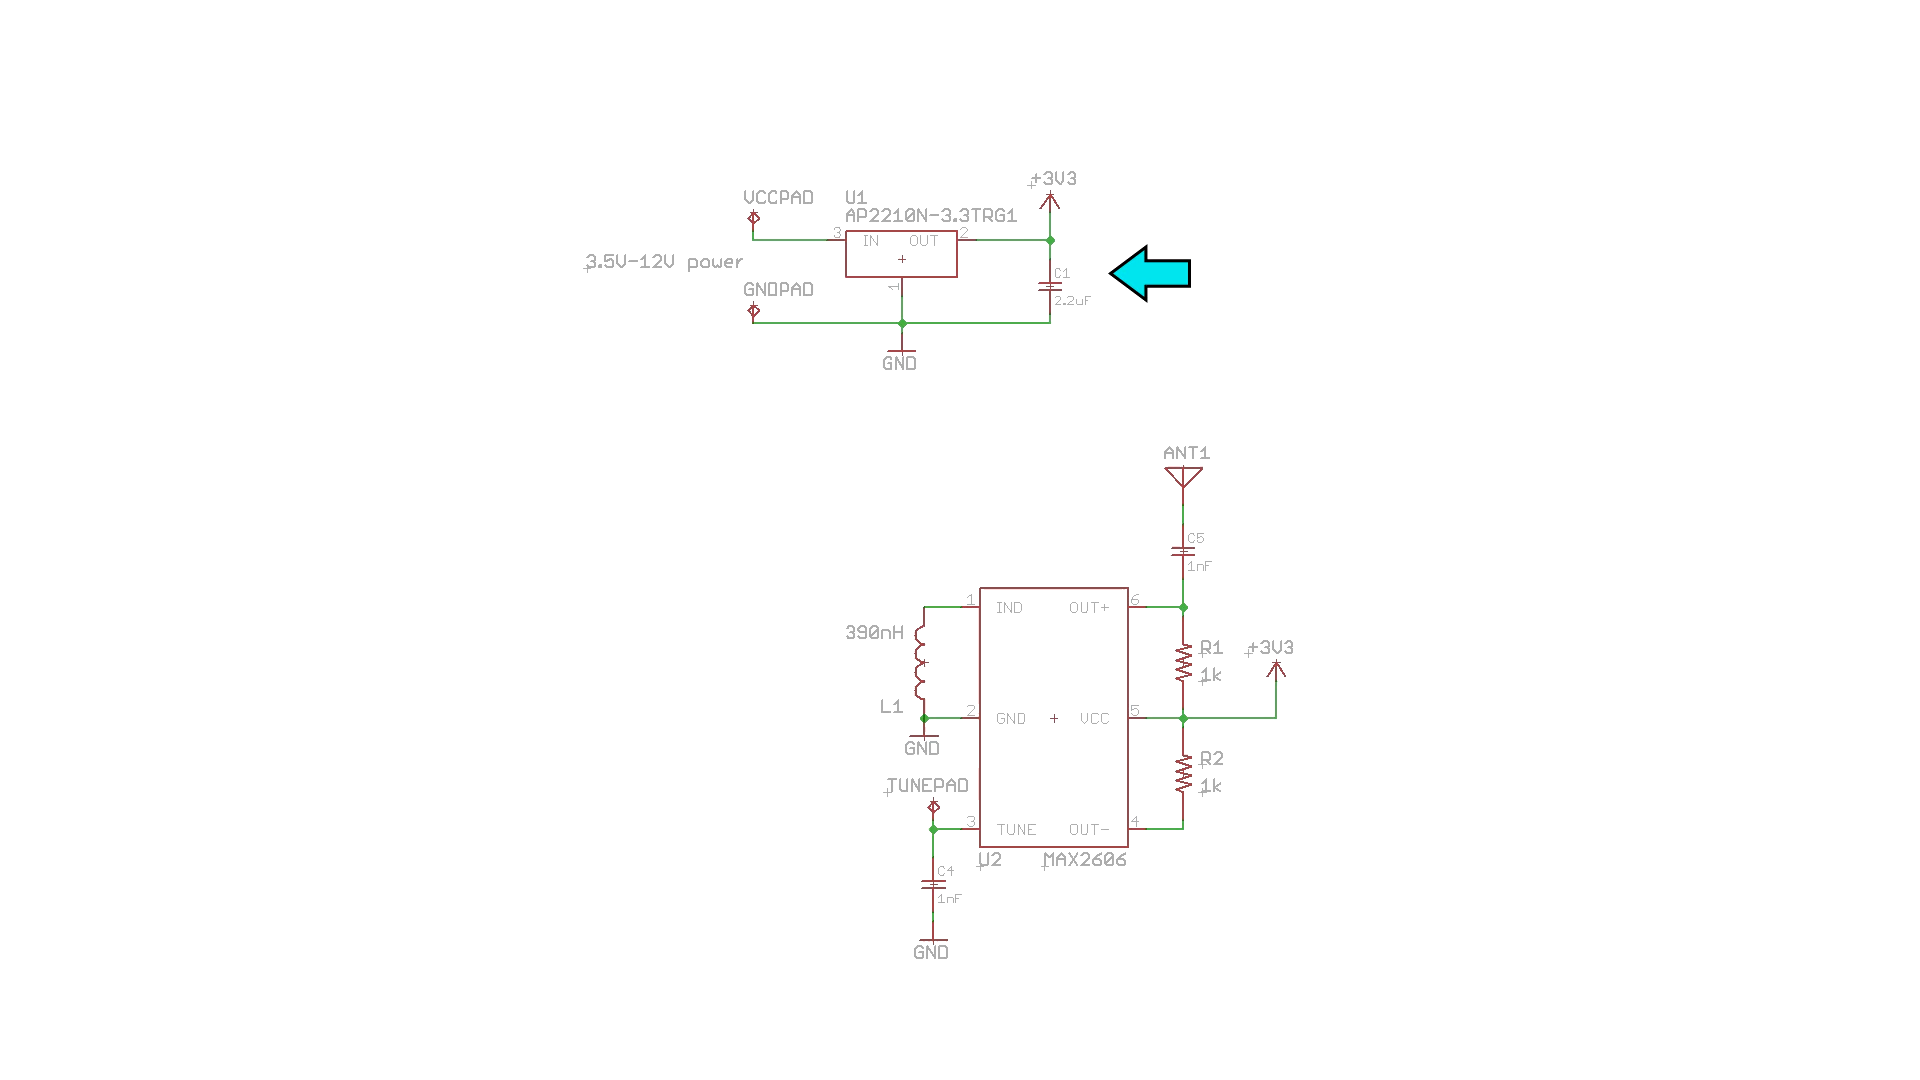 +3V3
VCCPAD
U1
AP2210N-3.3TRG1
3
IN
OUT
2
3.5V-12V power
C1
2.2uF
GNDPAD
1
GND
ANT1
C5
1nF
1
IND
OUT+
6
390nH
R1
1k
+3V3
L1
2
GND
VCC
5
GND
R2
1k
TUNEPAD
3
TUNE
OUT-
4
U2
MAX2606
C4
1nF
GND